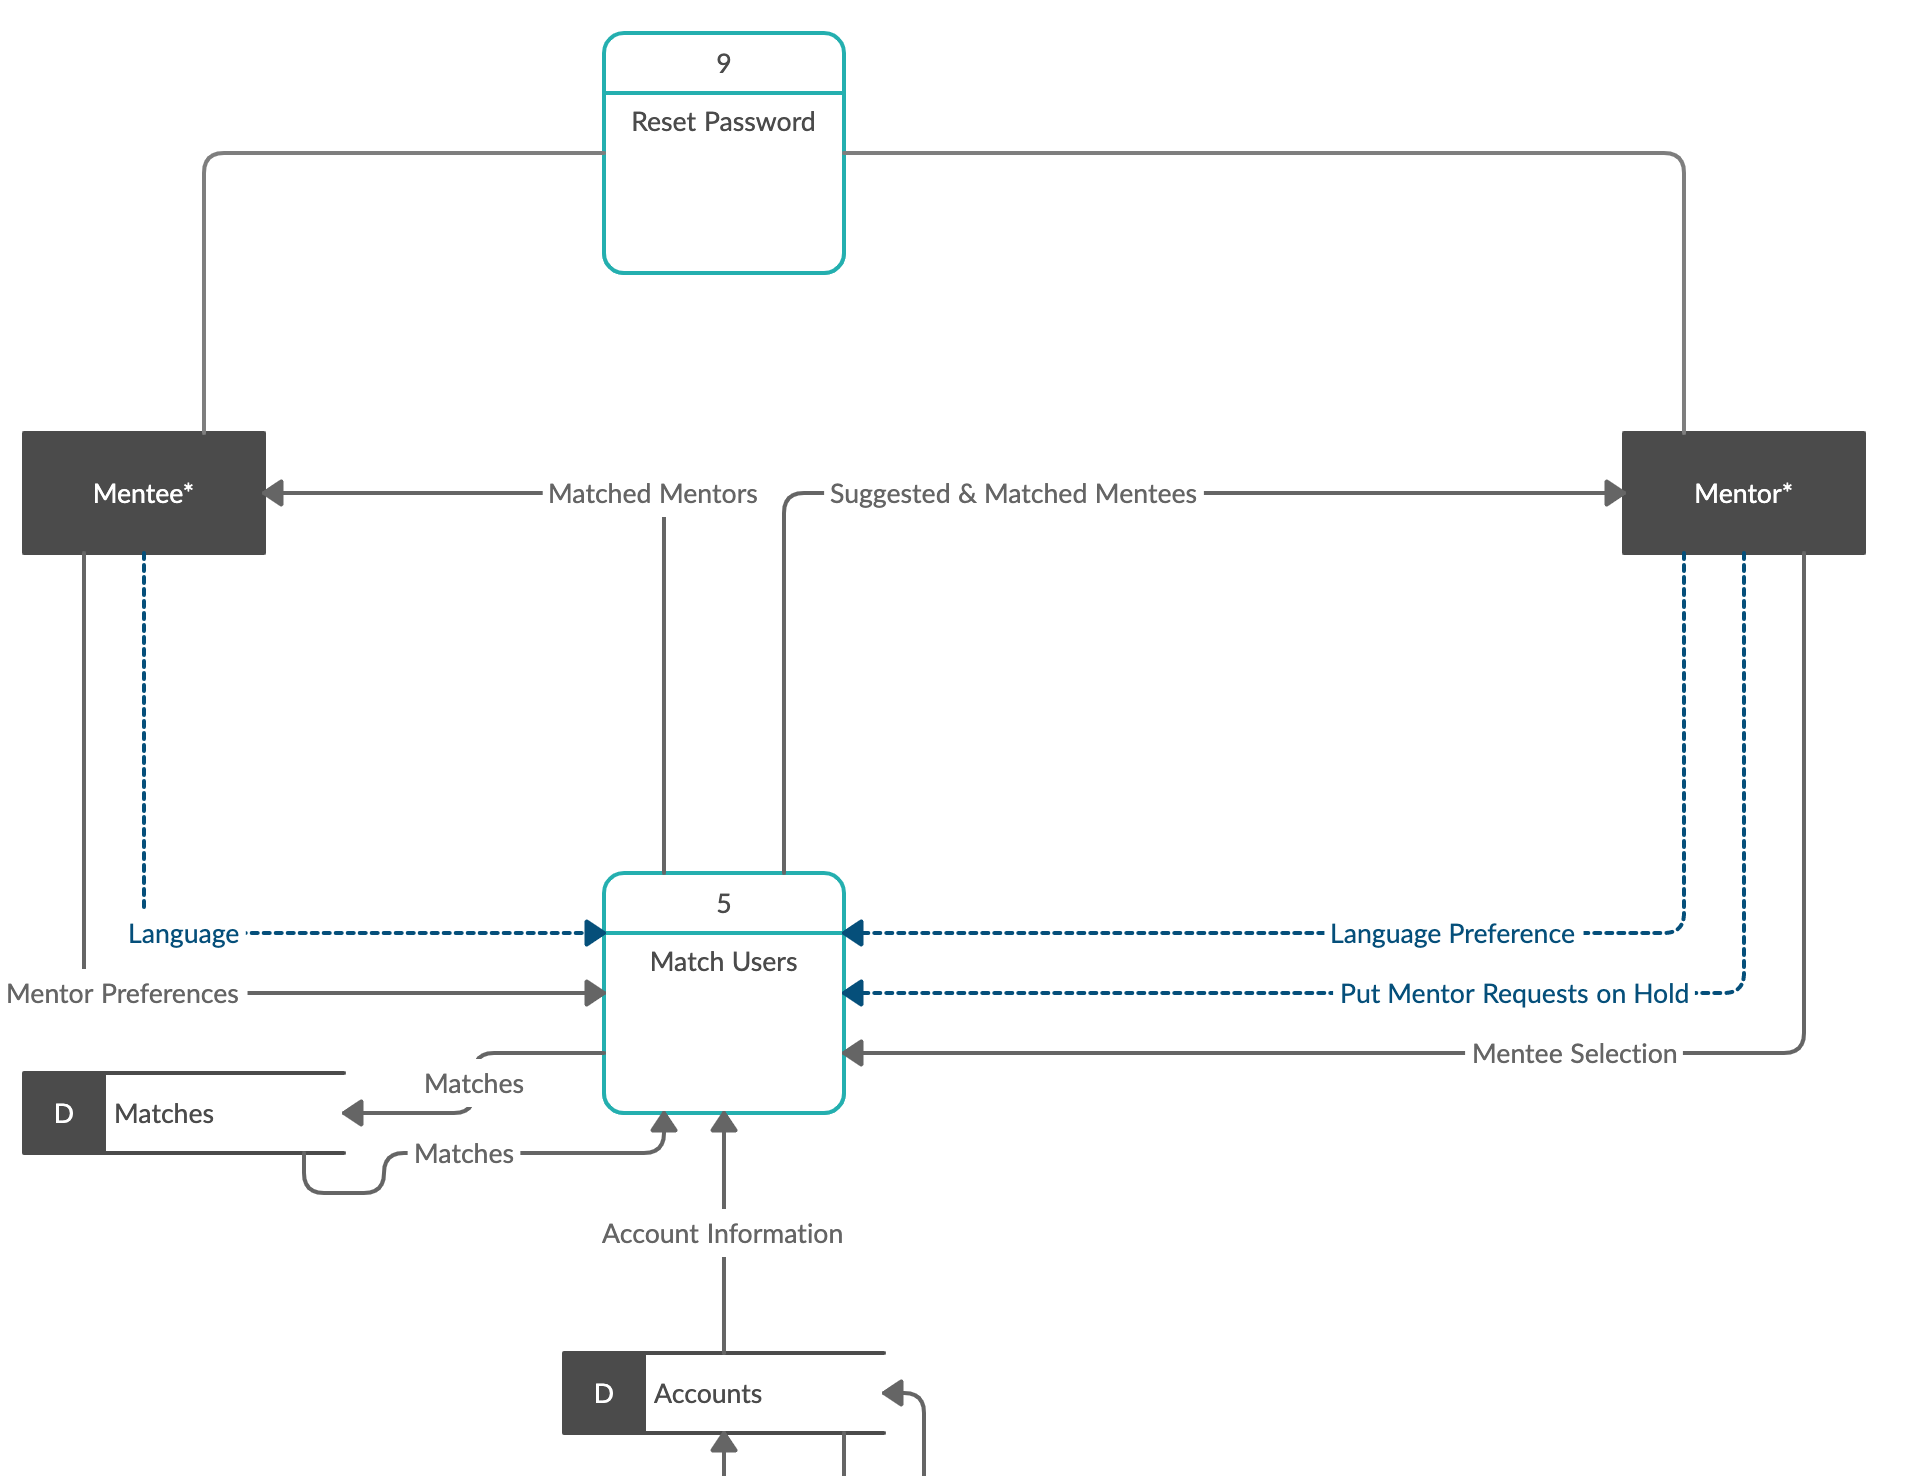 9
Reset Password
Mentee*
Matched Mentors
Suggested & Matched Mentees
Mentor*
5
Match Users
Language
Language Preference
Mentor Preferences
Put Mentor Requests on Hold
Mentee Selection
Matches
D
Matches
Matches
Account Information
D
Accounts